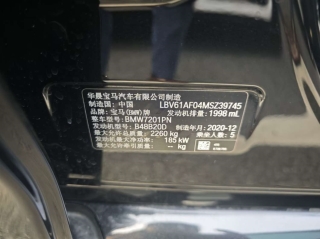 华晨宝马汽车有限公司制造
制造国：中国 LBV61AF04MSZ39745
品牌：宝马(BMW)牌 发动机排量：1998 mL
整车型号：BMW7201PN
发动机型号：B48B20D 制造年月：2020-12
最大允许总质量：2260 kg 乘坐人数：5
发动机最大净功率：185 kW